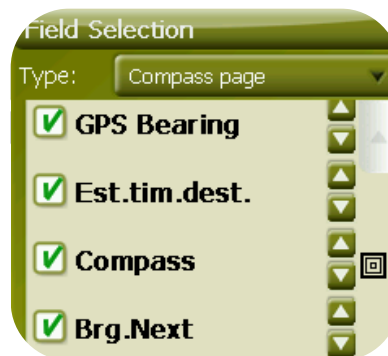 Field Selection
Type: Compass page
GPS Bearing
Est.tim.dest.
Compass
Brg.Next